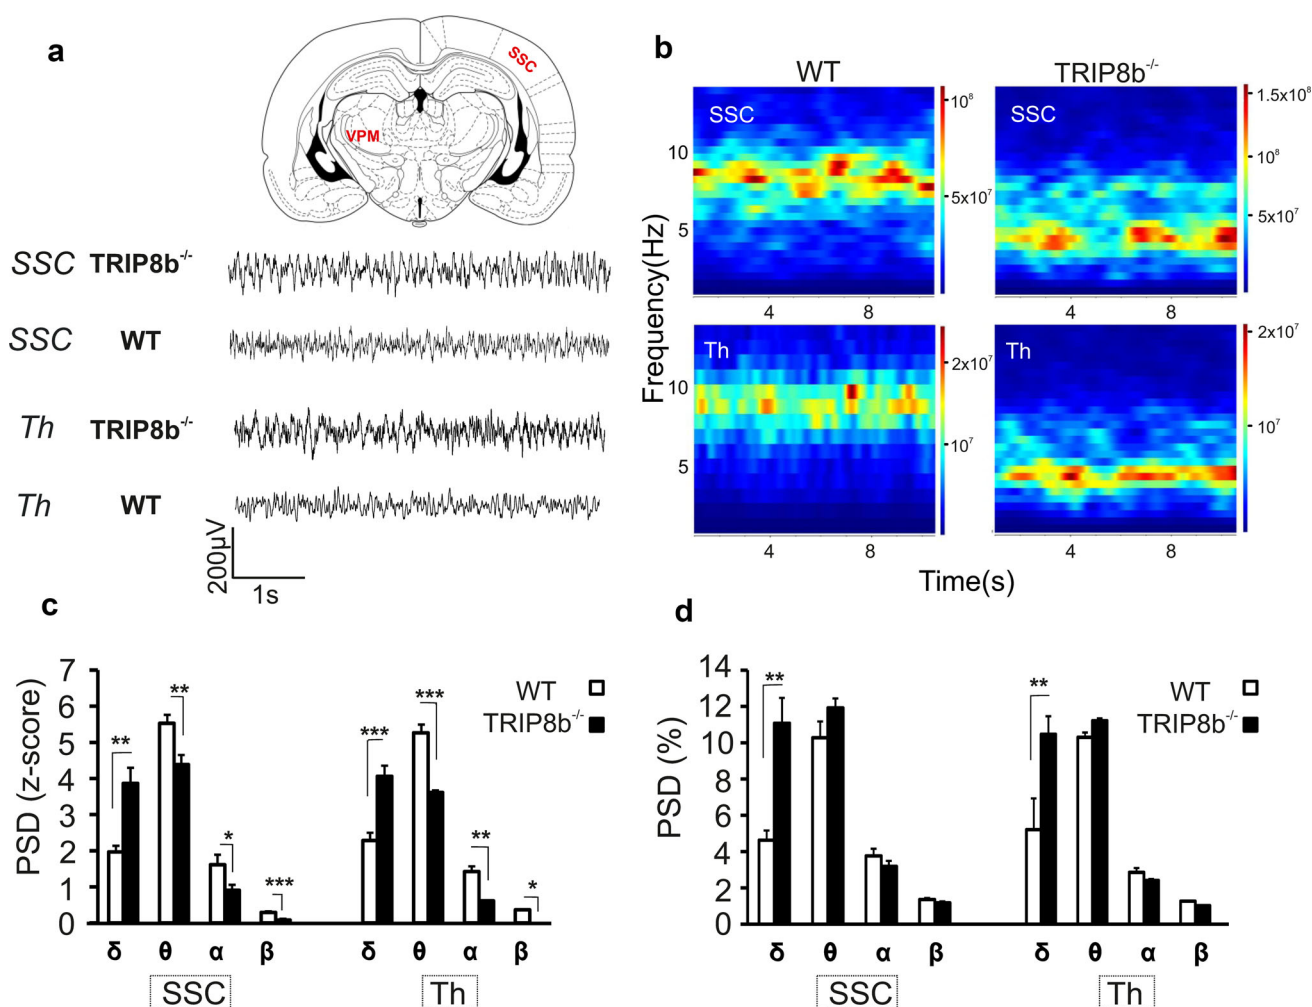 a
SSC
VPM
SSC TRIP8b-/-
SSC WT
Th TRIP8b-/-
Th WT
200µV
1s
b
WT
TRIP8b-/-
Frequency(Hz)
SSC
10
5
4 8
10⁸
5x10⁷
SSC
4 8
1.5x10⁸
10⁸
5x10⁷
Th
10
5
4 8
2x10⁷
10⁷
Th
4 8
2x10⁷
10⁷
Time(s)
c
PSD (z-score)
7
6
5
4
3
2
1
0
WT
TRIP8b-/-
** ** * ***
*** *** ** *
δ θ α β δ θ α β
SSC Th
d
PSD (%)
14
12
10
8
6
4
2
0
WT
TRIP8b-/-
** **
δ θ α β δ θ α β
SSC Th